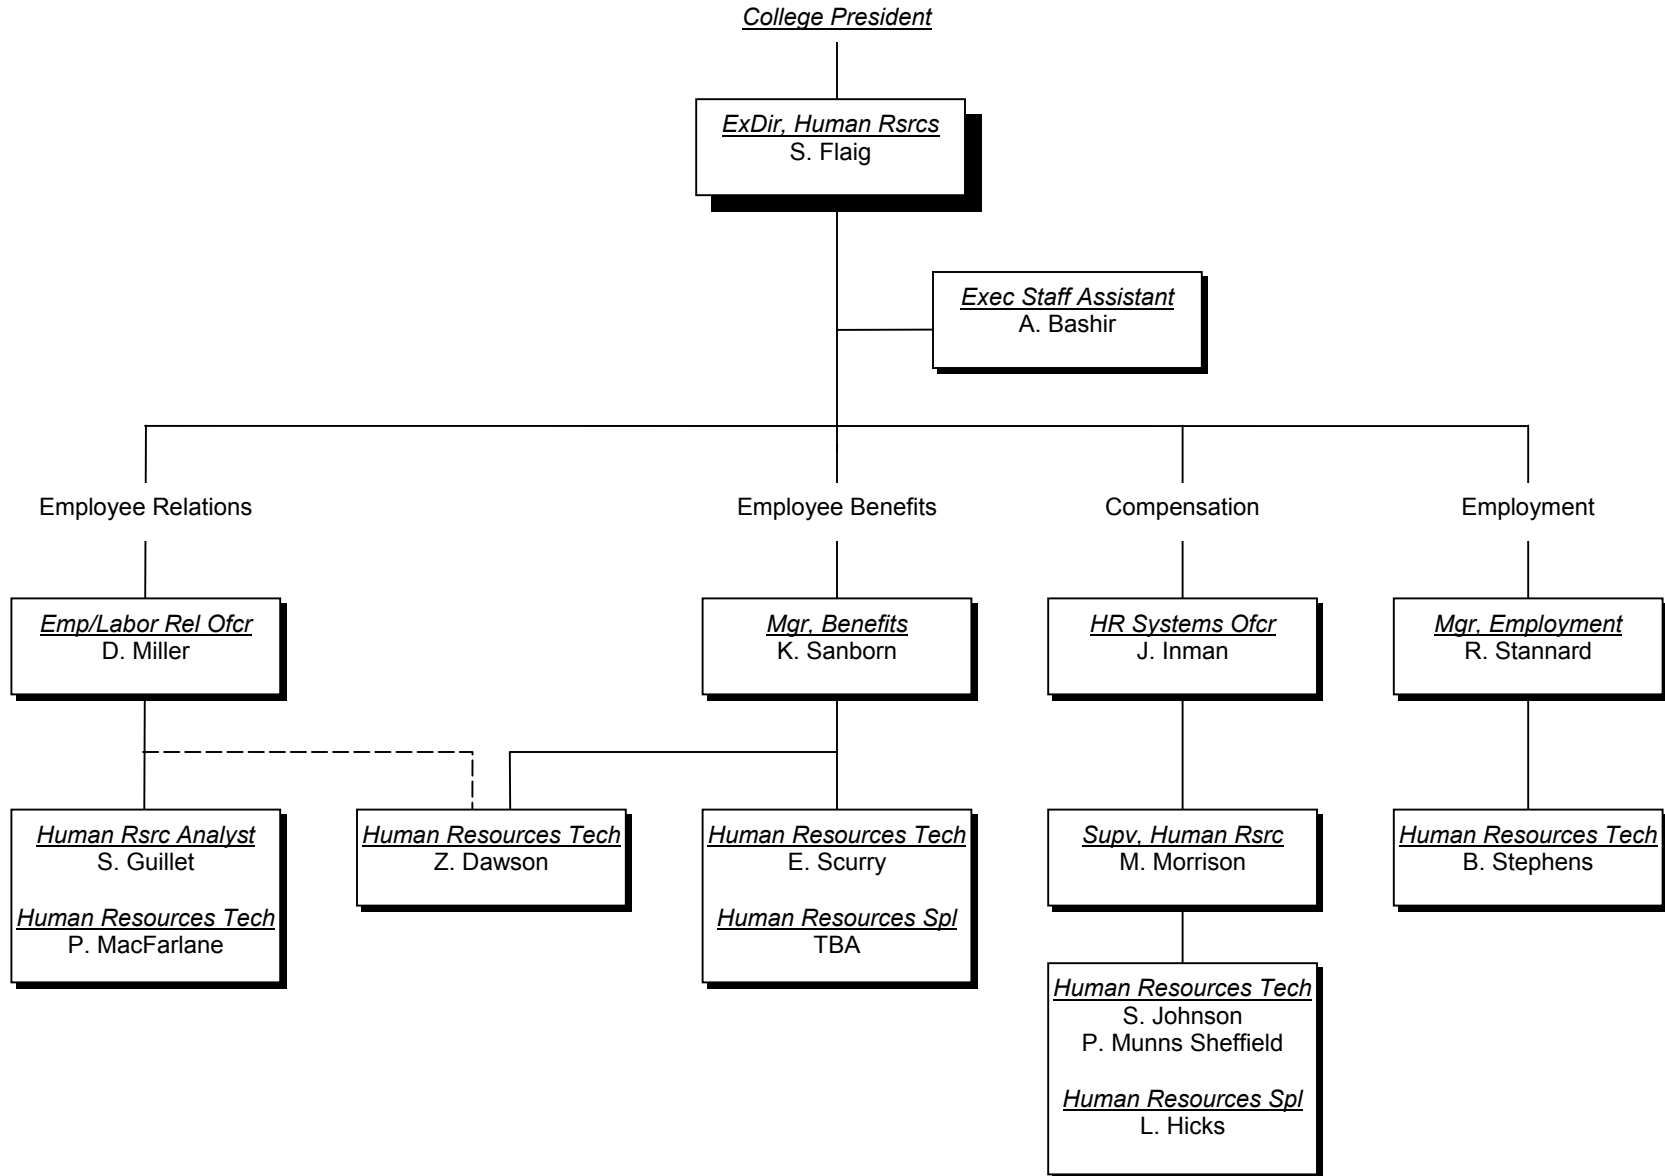 College President
ExDir, Human Rsrcs
S. Flaig
Exec Staff Assistant
A. Bashir
Employee Relations
Employee Benefits
Compensation
Employment
Emp/Labor Rel Ofcr
D. Miller
Mgr, Benefits
K. Sanborn
HR Systems Ofcr
J. Inman
Mgr, Employment
R. Stannard
Human Rsrc Analyst
S. Guillet
Human Resources Tech
P. MacFarlane
Human Resources Tech
Z. Dawson
Human Resources Tech
E. Scurry
Human Resources Spl
TBA
Supv, Human Rsrc
M. Morrison
Human Resources Tech
B. Stephens
Human Resources Tech
S. Johnson
P. Munns Sheffield
Human Resources Spl
L. Hicks